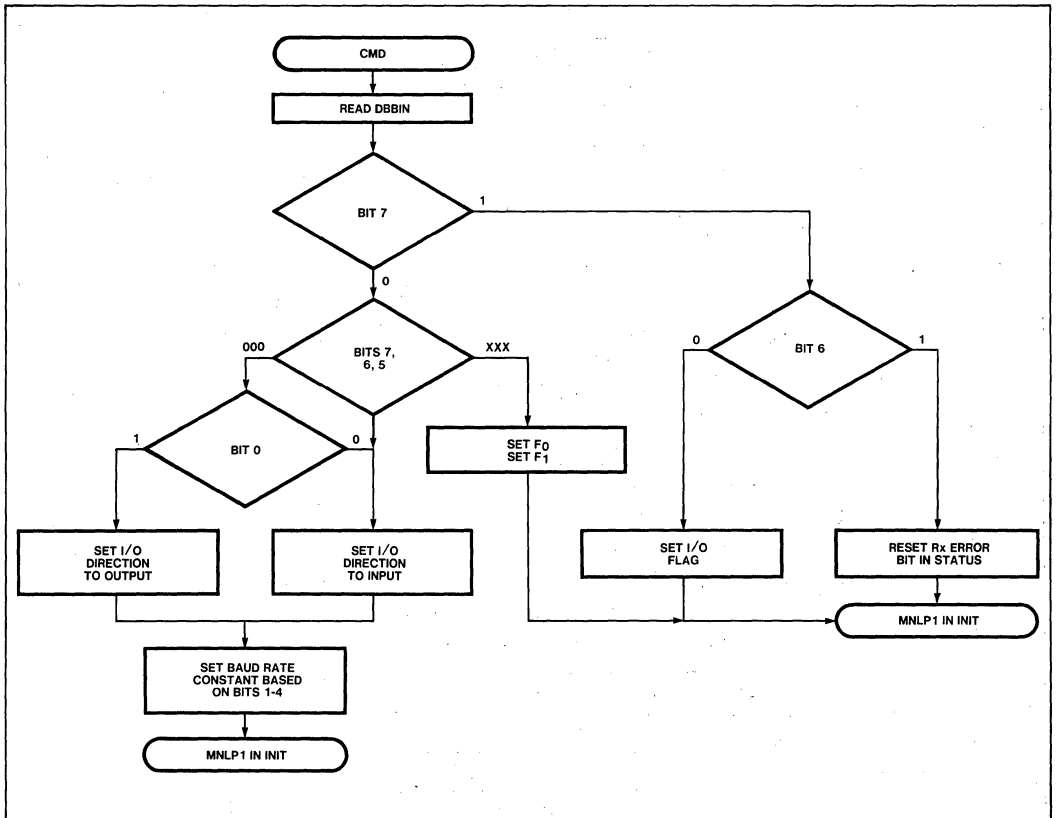 CMD
READ DBBIN
BIT 7
1
0
BITS 7,
6, 5
000
XXX
BIT 6
0
1
BIT 0
1
0
SET F0
SET F1
SET I/O
DIRECTION
TO OUTPUT
SET I/O
DIRECTION
TO INPUT
SET I/O
FLAG
RESET Rx ERROR
BIT IN STATUS
MNLP1 IN INIT
SET BAUD RATE
CONSTANT BASED
ON BITS 1-4
MNLP1 IN INIT